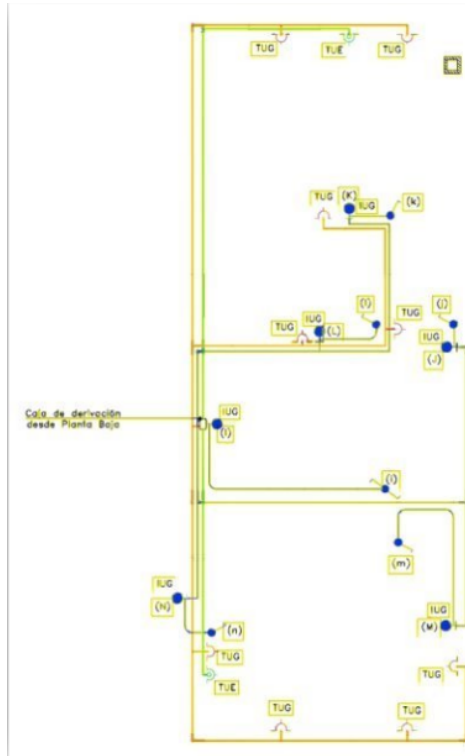 TUG
TUE
TUG
TUG
(K)
IUG
(k)
IUG
(l)
(j)
TUG
(L)
TUG
IUG
(J)
Caja de derivación
desde Planta Baja
IUG
(I)
(i)
(m)
IUG
(N)
IUG
(n)
(M)
TUG
TUG
TUE
TUG
TUG